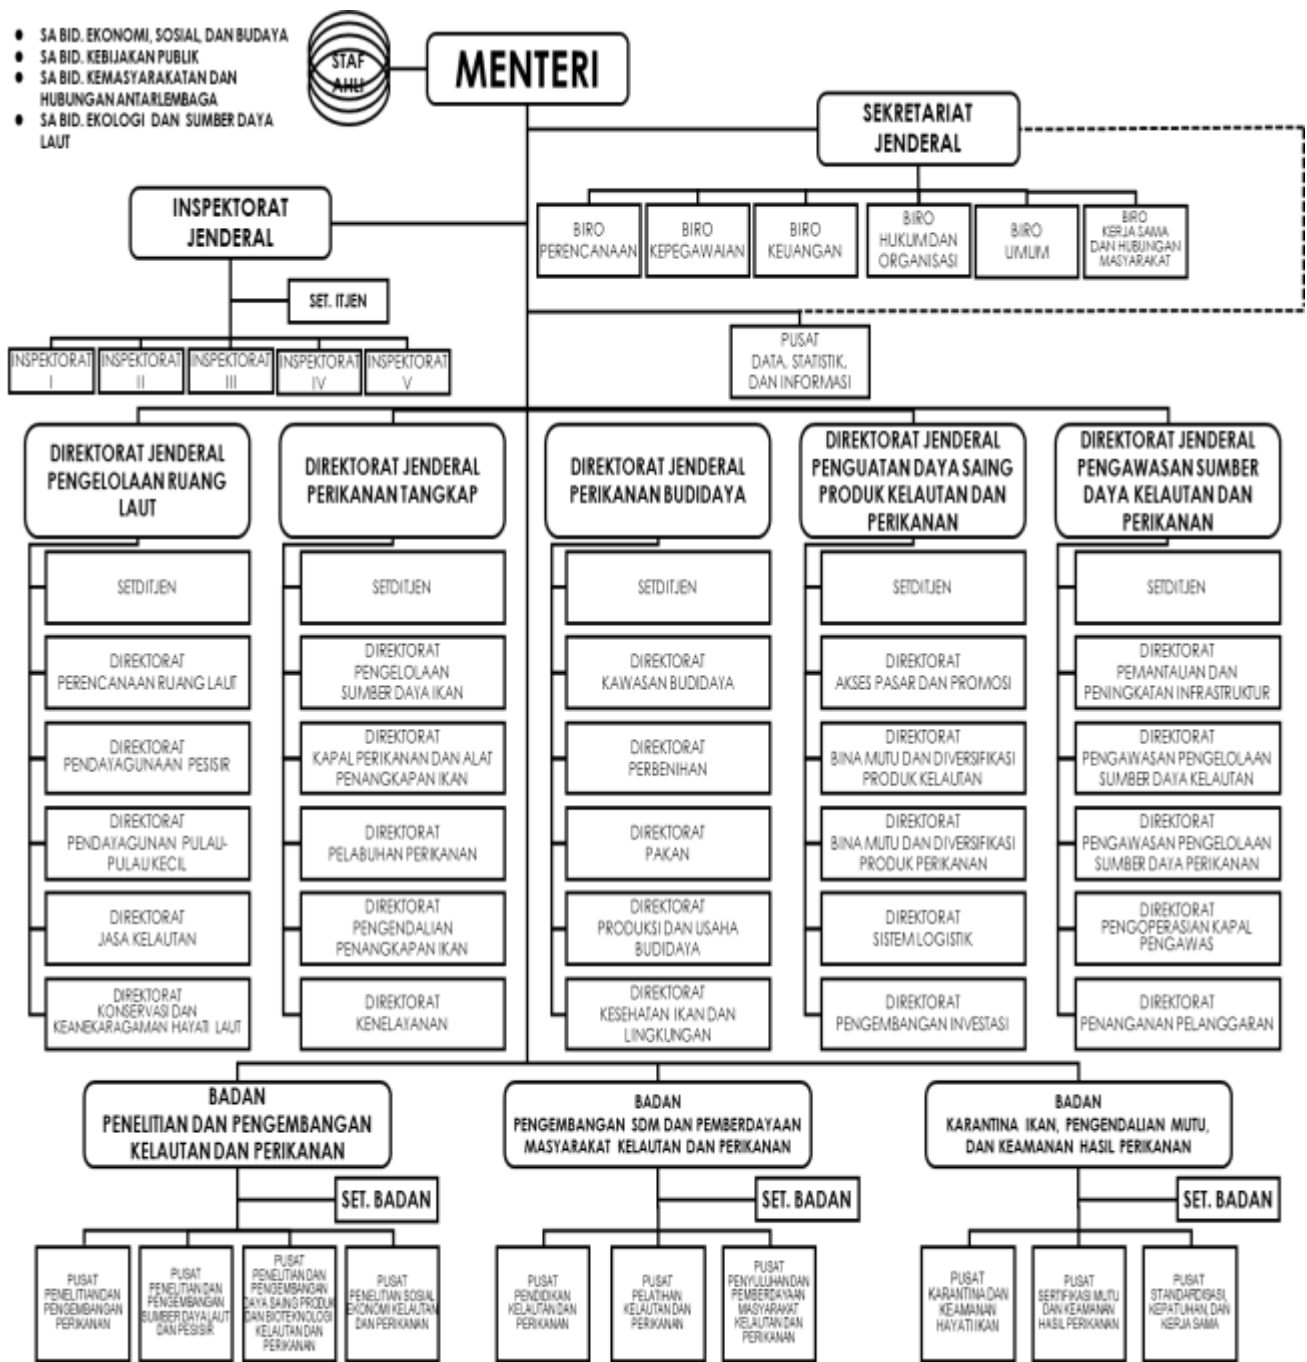 SA BID. EKONOMI, SOSIAL, DAN BUDAYA
SA BID. KEBIJAKAN PUBLIK
SA BID. KEMASYARAKATAN DAN
HUBUNGAN ANTARLEMBAGA
SA BID. EKOLOGI DAN SUMBER DAYA
LAUT
STAF
AHLI
MENTERI
SEKRETARIAT
JENDERAL
INSPEKTORAT
JENDERAL
BIRO
PERENCANAAN
BIRO
KEPEGAWAIAN
BIRO
KEUANGAN
BIRO
HUKUM DAN
ORGANISASI
BIRO
UMUM
BIRO
KERJA SAMA
DAN HUBUNGAN
MASYARAKAT
SET. ITJEN
INSPEKTORAT
I
INSPEKTORAT
II
INSPEKTORAT
III
INSPEKTORAT
IV
INSPEKTORAT
V
PUSAT
DATA, STATISTIK,
DAN INFORMASI
DIREKTORAT JENDERAL
PENGELOLAAN RUANG
LAUT
DIREKTORAT JENDERAL
PERIKANAN TANGKAP
DIREKTORAT JENDERAL
PERIKANAN BUDIDAYA
DIREKTORAT JENDERAL
PENGUATAN DAYA SAING
PRODUK KELAUTAN DAN
PERIKANAN
DIREKTORAT JENDERAL
PENGAWASAN SUMBER
DAYA KELAUTAN DAN
PERIKANAN
SETDITJEN
SETDITJEN
SETDITJEN
SETDITJEN
SETDITJEN
DIREKTORAT
PERENCANAAN RUANG LAUT
DIREKTORAT
PENGELOLAAN
SUMBER DAYA IKAN
DIREKTORAT
KAWASAN BUDIDAYA
DIREKTORAT
AKSES PASAR DAN PROMOSI
DIREKTORAT
PEMANTAUAN DAN
PENINGKATAN INFRASTRUKTUR
DIREKTORAT
PENDAYAGUNAAN PESISIR
DIREKTORAT
KAPAL PERIKANAN DAN ALAT
PENANGKAPAN IKAN
DIREKTORAT
PERBENIHAN
DIREKTORAT
BINA MUTU DAN DIVERSIFIKASI
PRODUK KELAUTAN
DIREKTORAT
PENGAWASAN PENGELOLAAN
SUMBER DAYA KELAUTAN
DIREKTORAT
PENDAYAGUNAN PULAU-
PULAU KECIL
DIREKTORAT
PELABUHAN PERIKANAN
DIREKTORAT
PAKAN
DIREKTORAT
BINA MUTU DAN DIVERSIFIKASI
PRODUK PERIKANAN
DIREKTORAT
PENGAWASAN PENGELOLAAN
SUMBER DAYA PERIKANAN
DIREKTORAT
JASA KELAUTAN
DIREKTORAT
PENGENDALIAN
PENANGKAPAN IKAN
DIREKTORAT
PRODUKSI DAN USAHA
BUDIDAYA
DIREKTORAT
SISTEM LOGISTIK
DIREKTORAT
PENGOPERASIAN KAPAL
PENGAWAS
DIREKTORAT
KONSERVASI DAN
KEANEKARAGAMAN HAYATI LAUT
DIREKTORAT
KENELAYANAN
DIREKTORAT
KESEHATAN IKAN DAN
LINGKUNGAN
DIREKTORAT
PENGEMBANGAN INVESTASI
DIREKTORAT
PENANGANAN PELANGGARAN
BADAN
PENELITIAN DAN PENGEMBANGAN
KELAUTAN DAN PERIKANAN
BADAN
PENGEMBANGAN SDM DAN PEMBERDAYAAN
MASYARAKAT KELAUTAN DAN PERIKANAN
BADAN
KARANTINA IKAN, PENGENDALIAN MUTU,
DAN KEAMANAN HASIL PERIKANAN
SET. BADAN
SET. BADAN
SET. BADAN
PUSAT
PENELITIAN DAN
PENGEMBANGAN
PERIKANAN
PUSAT
PENELITIAN DAN
PENGEMBANGAN
SUMBER DAYA LAUT
DAN PESISIR
PUSAT
PENELITIAN DAN
PENGEMBANGAN
DAYA SAING PRODUK
DAN BIOTEKNOLOGI
KELAUTAN DAN
PERIKANAN
PUSAT
PENELITIAN SOSIAL
EKONOMI KELAUTAN
DAN PERIKANAN
PUSAT
PENDIDIKAN
KELAUTAN DAN
PERIKANAN
PUSAT
PELATIHAN
KELAUTAN DAN
PERIKANAN
PUSAT
PENYULUHAN DAN
PEMBERDAYAAN
MASYARAKAT
KELAUTAN DAN
PERIKANAN
PUSAT
KARANTINA DAN
KEAMANAN
HAYATI IKAN
PUSAT
SERTIFIKASI MUTU
DAN KEAMANAN
HASIL PERIKANAN
PUSAT
STANDARDISASI,
KEPATUHAN, DAN
KERJA SAMA